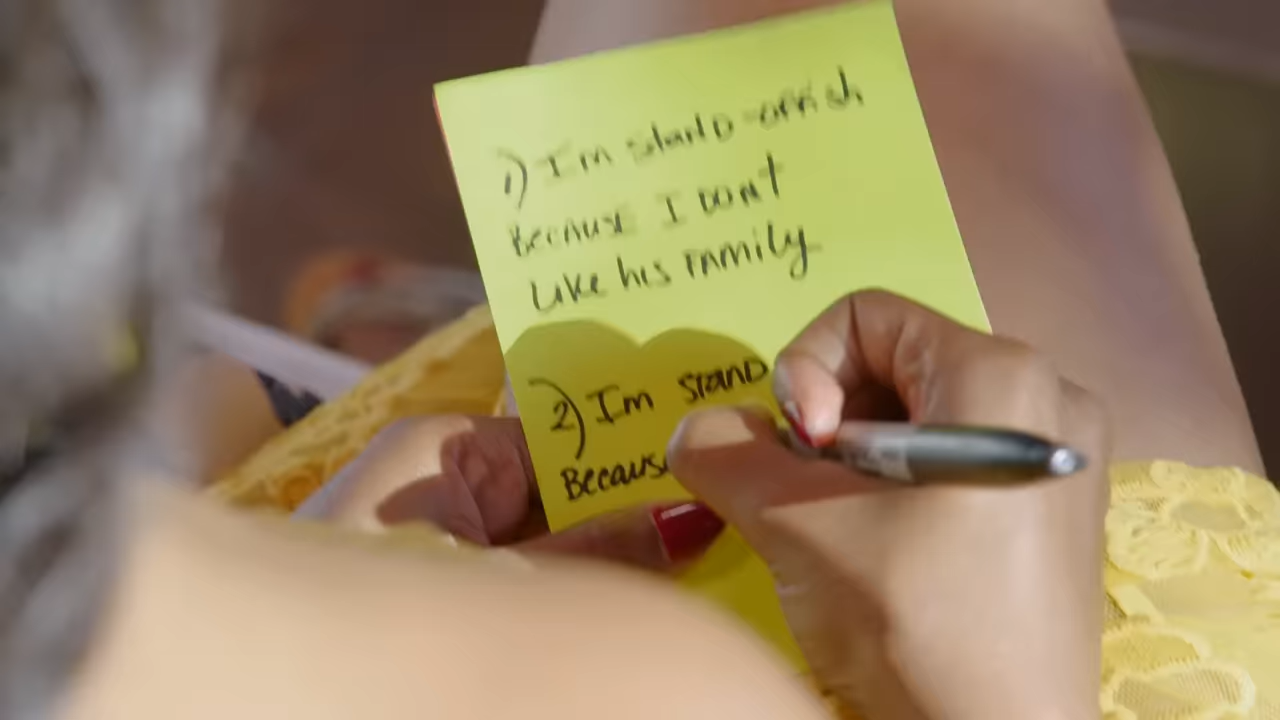 1) I'm stand-offish
Because I Don't
Like his Family
2) I'm stand
Becaus